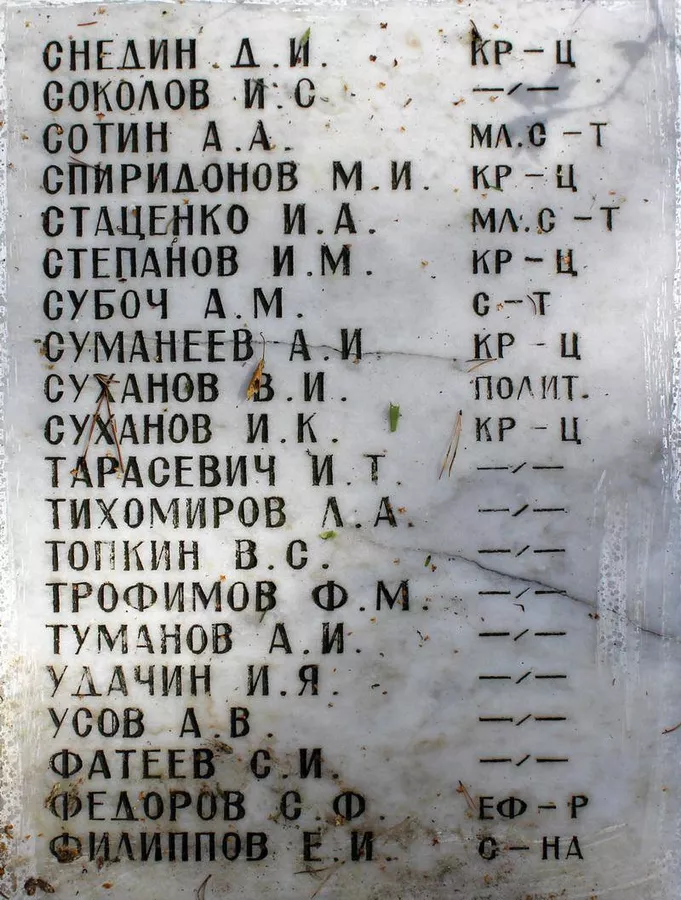 СНЕДИН Д.И. КР-Ц
СОКОЛОВ И.С. —/—
СОТИН А.А. МЛ.С-Т
СПИРИДОНОВ М.И. КР-Ц
СТАЦЕНКО И.А. МЛ.С-Т
СТЕПАНОВ И.М. КР-Ц
СУБОЧ А.М. С-Т
СУМАНЕЕВ А.И КР-Ц
СУХАНОВ В.И. ПОЛИТ.
СУХАНОВ И.К. КР-Ц
ТАРАСЕВИЧ И.Т. —/—
ТИХОМИРОВ Л.А. —/—
ТОПКИН В.С. —/—
ТРОФИМОВ Ф.М. —/—
ТУМАНОВ А.И. —/—
УДАЧИН И.Я. —/—
УСОВ А.В. —/—
ФАТЕЕВ С.И. —/—
ФЕДОРОВ С.Ф. ЕФ-Р
ФИЛИППОВ Е.И. С-НА